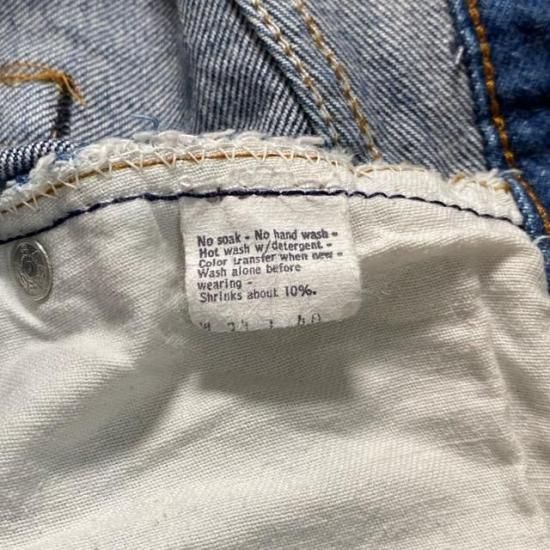 No soak - No hand wash -
Hot wash w/detergent -
Color transfer when new -
Wash alone before
wearing -
Shrinks about 10%.